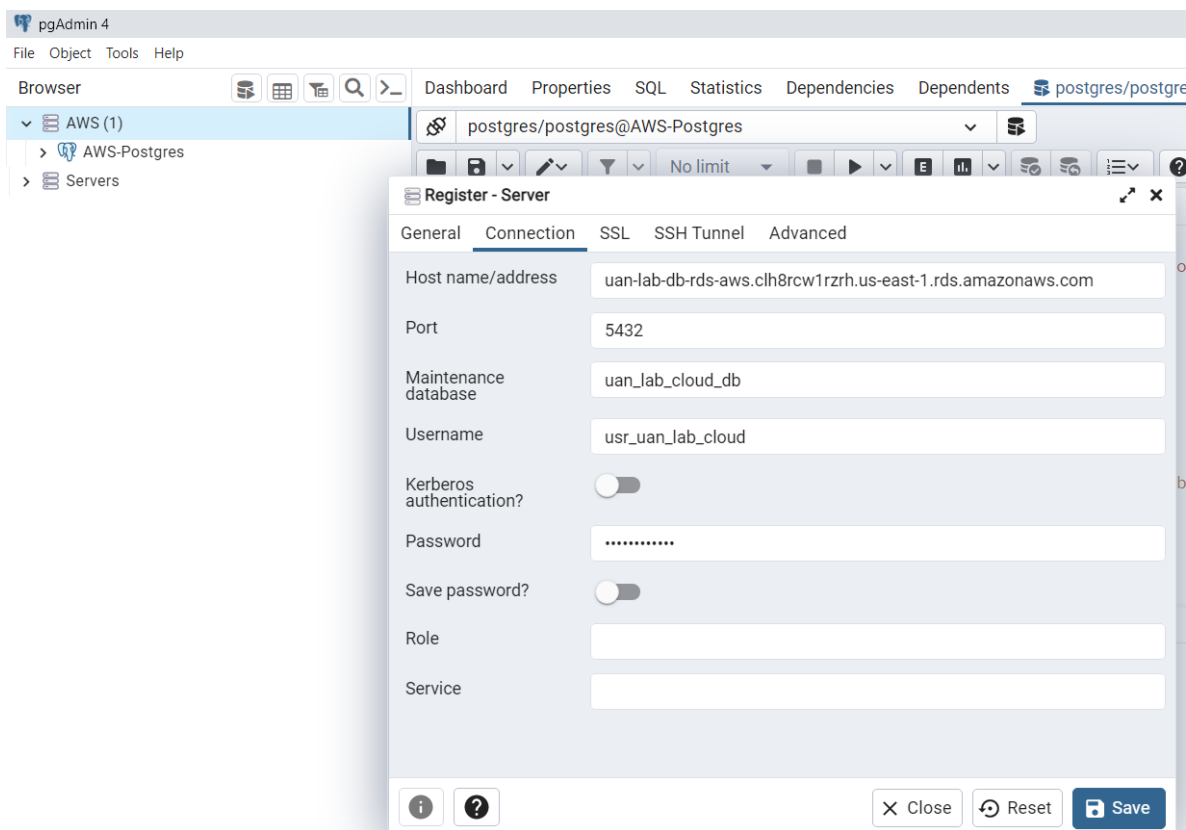 pgAdmin 4
File Object Tools Help
Browser
Dashboard Properties SQL Statistics Dependencies Dependents postgres/postgre
AWS (1)
postgres/postgres@AWS-Postgres
AWS-Postgres
No limit
E
Servers
Register - Server
General Connection SSL SSH Tunnel Advanced
Host name/address uan-lab-db-rds-aws.clh8rcw1rzrh.us-east-1.rds.amazonaws.com
Port 5432
Maintenance
database
uan_lab_cloud_db
Username usr_uan_lab_cloud
Kerberos
authentication?
Password ••••••••••••
Save password?
Role
Service
Close Reset Save